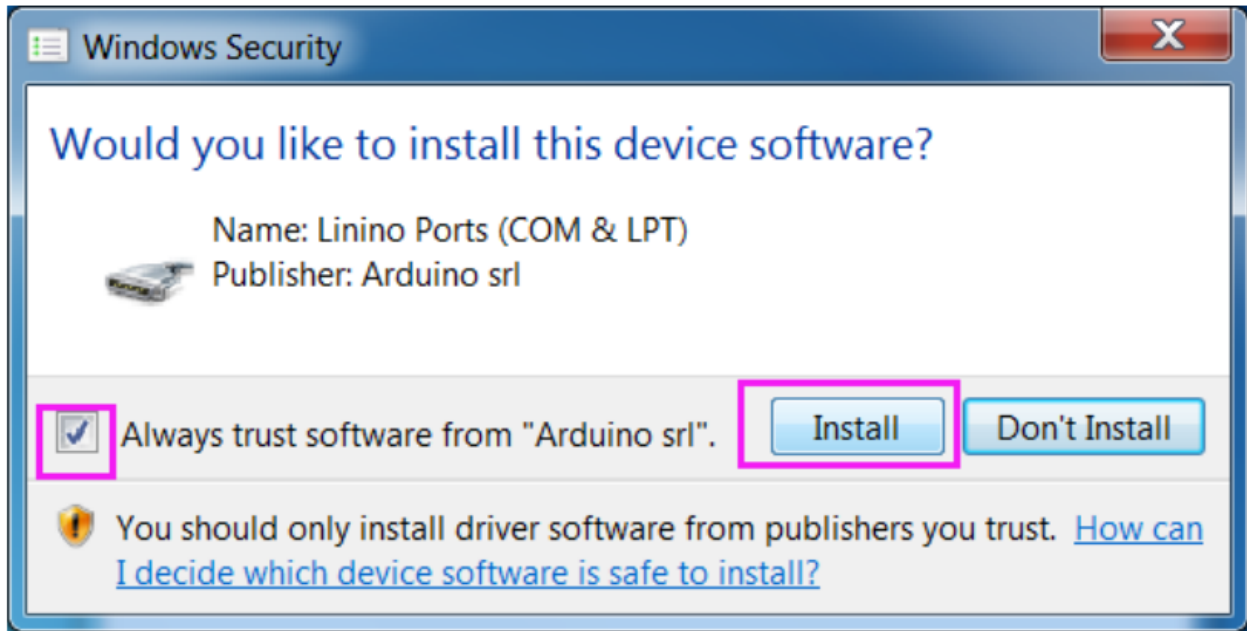 Windows Security
Would you like to install this device software?
Name: Linino Ports (COM & LPT)
Publisher: Arduino srl
Always trust software from "Arduino srl".
Install
Don't Install
You should only install driver software from publishers you trust. How can
I decide which device software is safe to install?